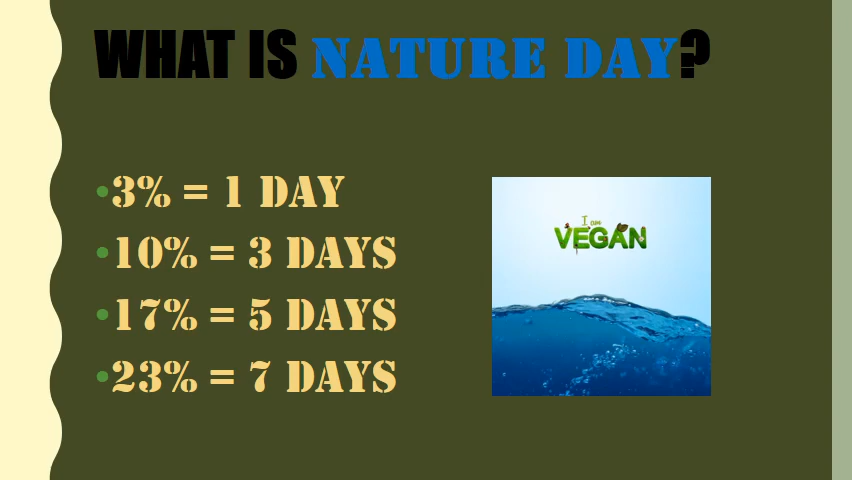 WHAT IS NATURE DAY?
•3% = 1 DAY
•10% = 3 DAYS
•17% = 5 DAYS
•23% = 7 DAYS
I am
VEGAN